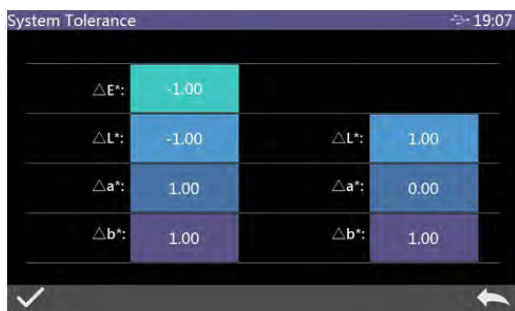 System Tolerance 19:07
△E*: -1.00
△L*: -1.00 △L*: 1.00
△a*: 1.00 △a*: 0.00
△b*: 1.00 △b*: 1.00